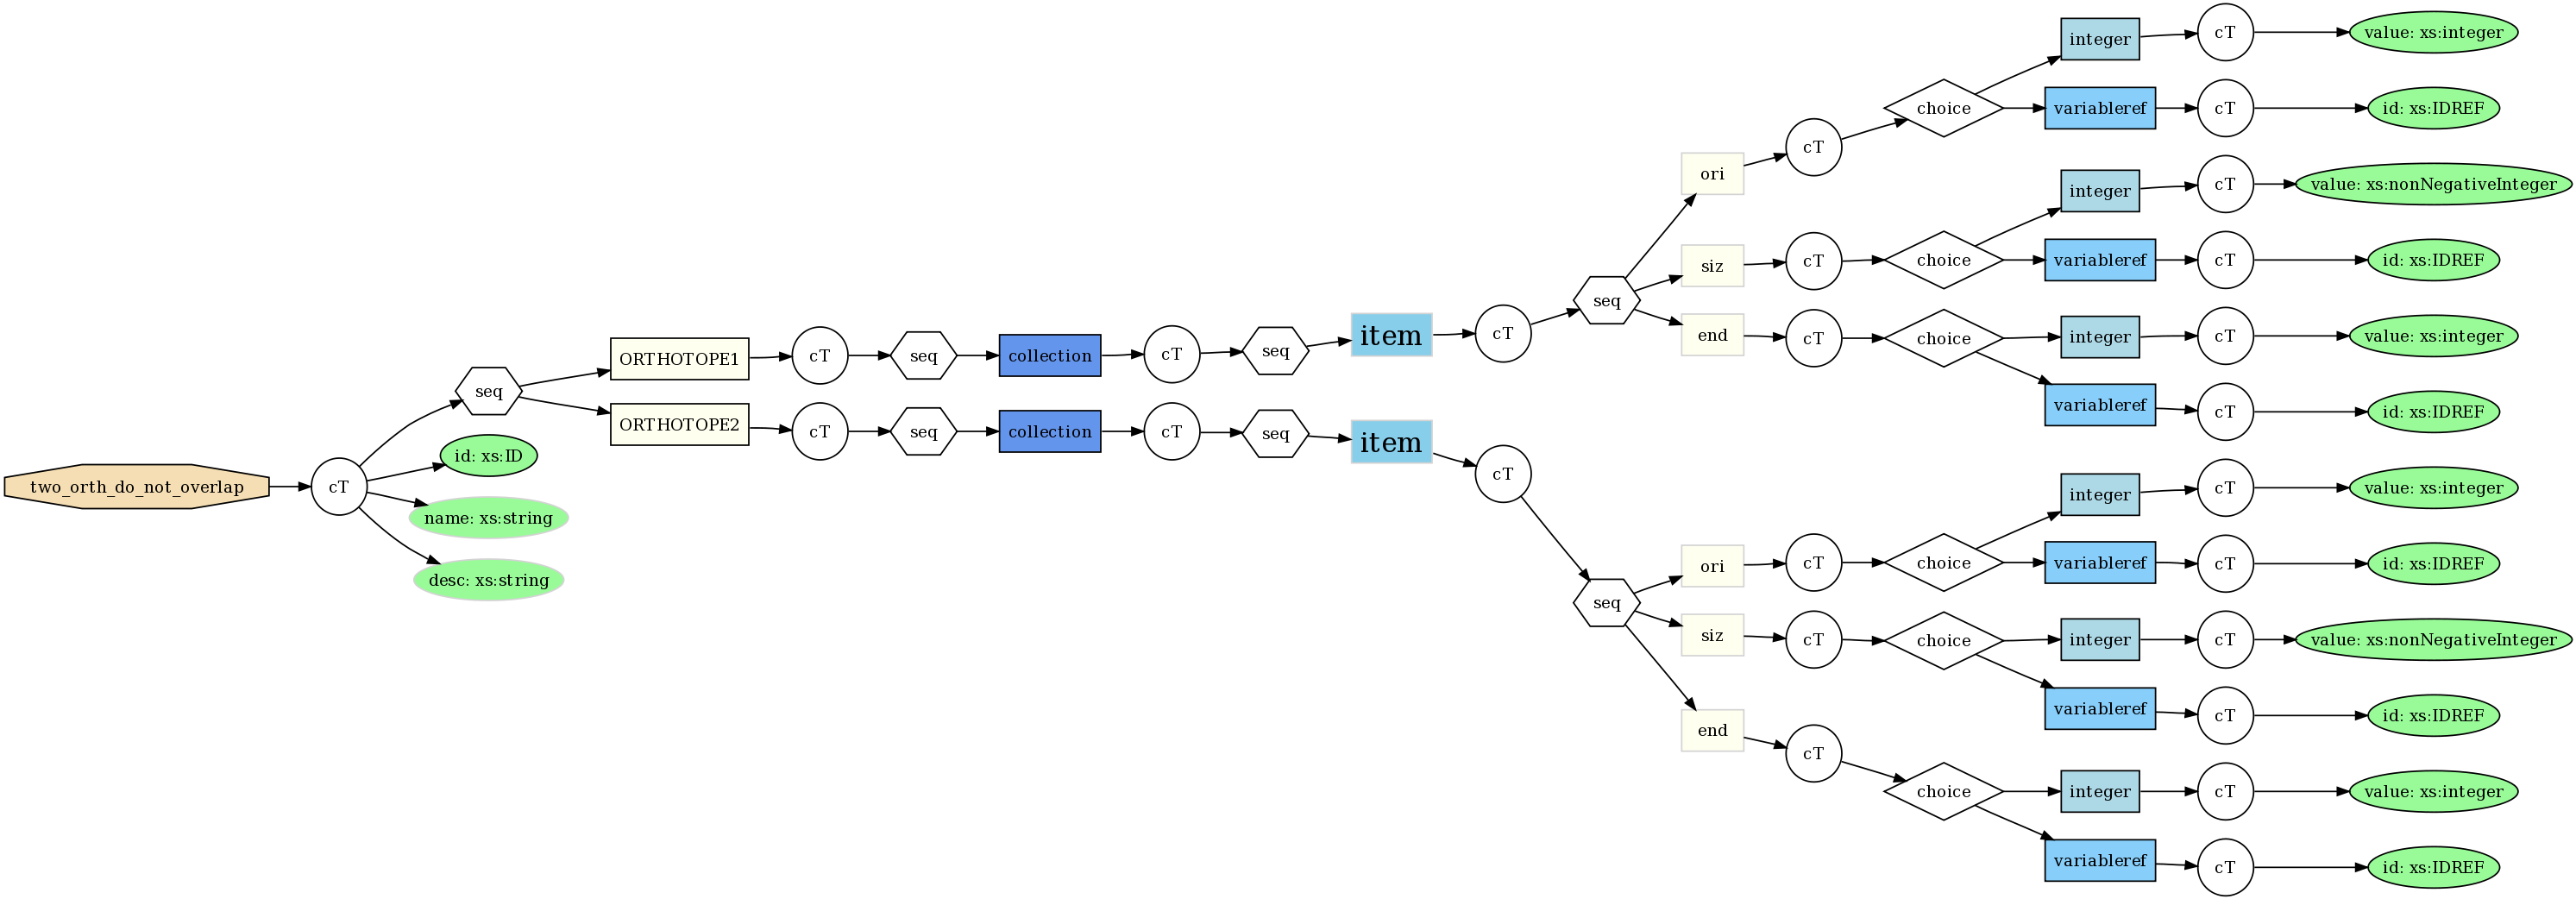 two_orth_do_not_overlap
cT
seq
id: xs:ID
name: xs:string
desc: xs:string
ORTHOTOPE1
cT
seq
collection
cT
seq
item
cT
seq
ori
cT
choice
integer
cT
value: xs:integer
variableref
cT
id: xs:IDREF
siz
cT
choice
integer
cT
value: xs:nonNegativeInteger
variableref
cT
id: xs:IDREF
end
cT
choice
integer
cT
value: xs:integer
variableref
cT
id: xs:IDREF
ORTHOTOPE2
cT
seq
collection
cT
seq
item
cT
seq
ori
cT
choice
integer
cT
value: xs:integer
variableref
cT
id: xs:IDREF
siz
cT
choice
integer
cT
value: xs:nonNegativeInteger
variableref
cT
id: xs:IDREF
end
cT
choice
integer
cT
value: xs:integer
variableref
cT
id: xs:IDREF